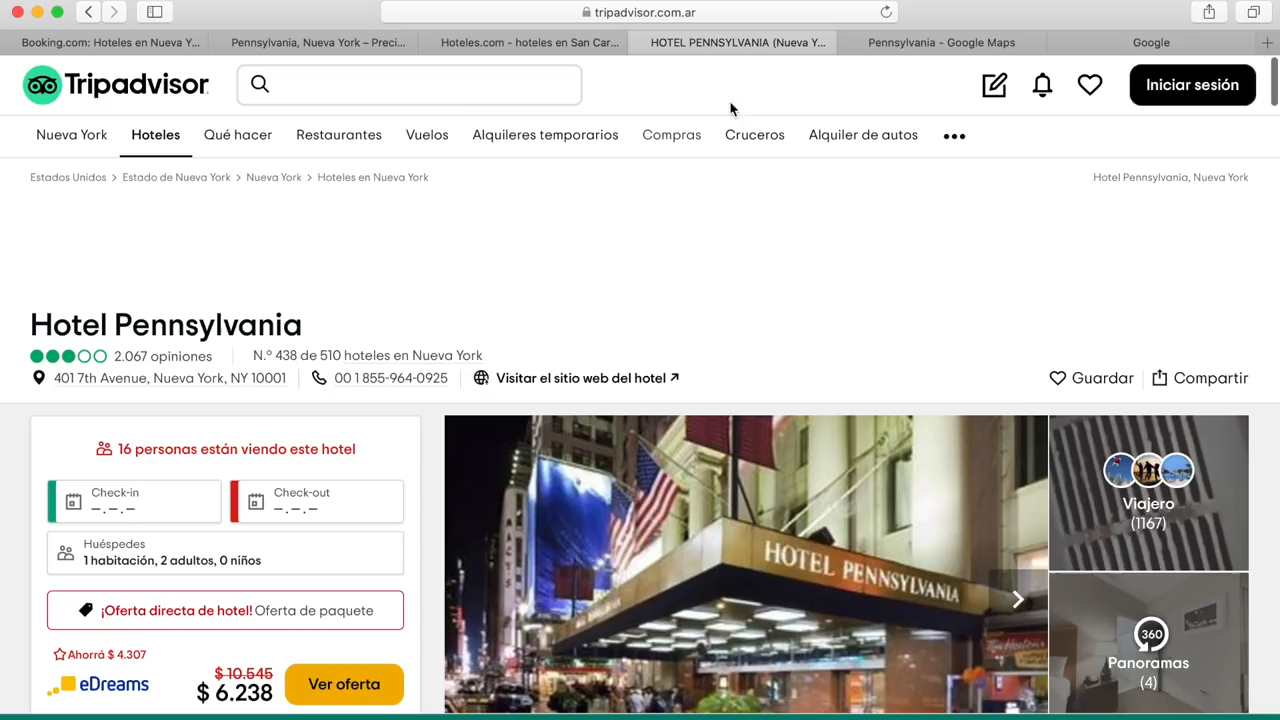 tripadvisor.com.ar
Booking.com: Hoteles en Nueva Y...
Pennsylvania, Nueva York – Preci...
Hoteles.com - hoteles en San Car...
HOTEL PENNSYLVANIA (Nueva Y...
Pennsylvania - Google Maps
Google
Tripadvisor
Iniciar sesión
Nueva York
Hoteles
Qué hacer
Restaurantes
Vuelos
Alquileres temporarios
Compras
Cruceros
Alquiler de autos
Estados Unidos > Estado de Nueva York > Nueva York > Hoteles en Nueva York
Hotel Pennsylvania, Nueva York
Hotel Pennsylvania
2.067 opiniones
N.º 438 de 510 hoteles en Nueva York
401 7th Avenue, Nueva York, NY 10001
00 1 855-964-0925
Visitar el sitio web del hotel
Guardar
Compartir
16 personas están viendo este hotel
Check-in
–.–.–
Check-out
–.–.–
Huéspedes
1 habitación, 2 adultos, 0 niños
¡Oferta directa de hotel! Oferta de paquete
Ahorrá $ 4.307
eDreams
$ 10.545
$ 6.238
Ver oferta
HOTEL PENNSYLVANIA
Viajero
(1167)
360
Panoramas
(4)